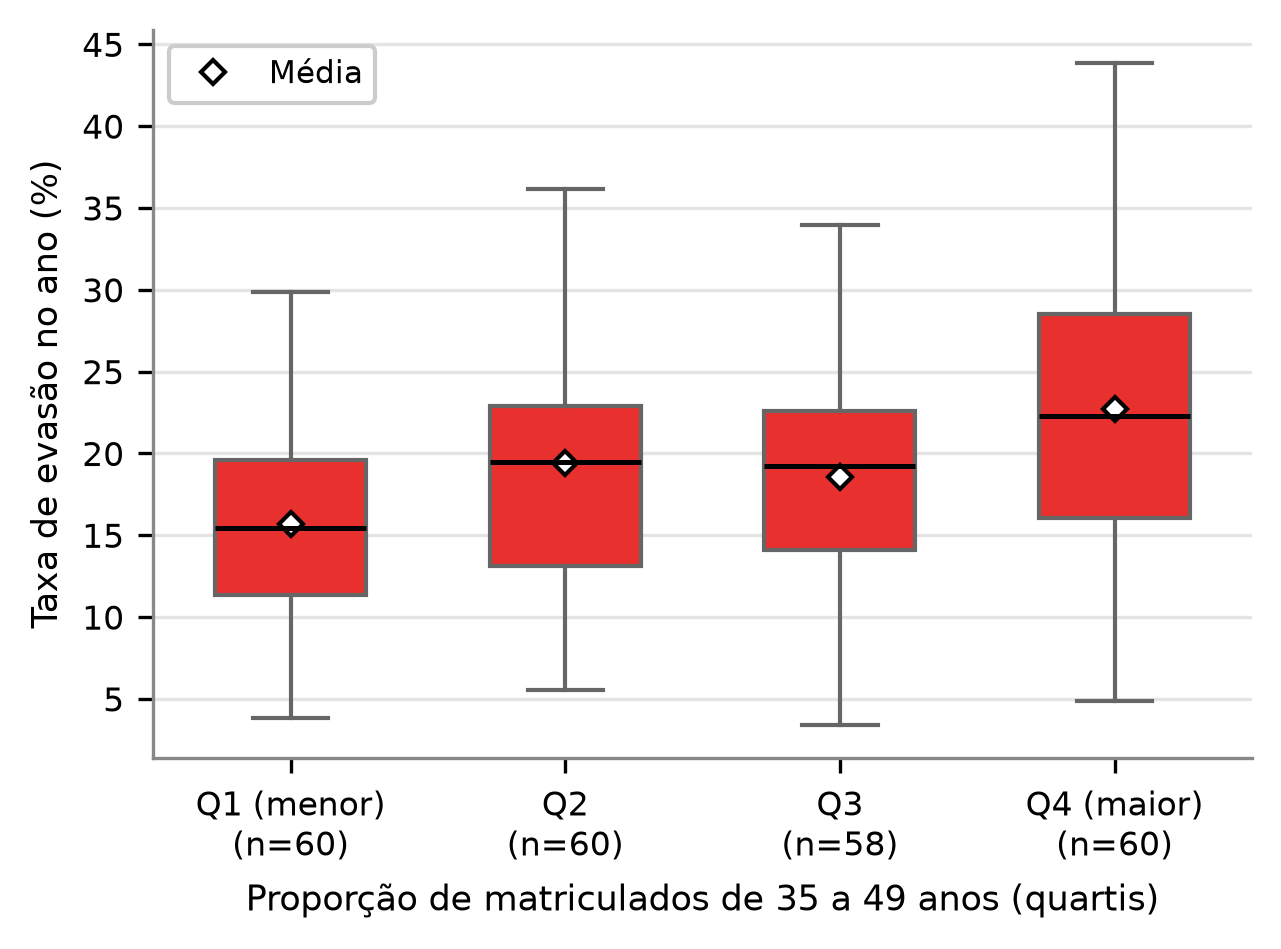 45
40
35
30
25
20
15
10
5
Taxa de evasão no ano (%)
Média
Q1 (menor)
(n=60)
Q2
(n=60)
Q3
(n=58)
Q4 (maior)
(n=60)
Proporção de matriculados de 35 a 49 anos (quartis)